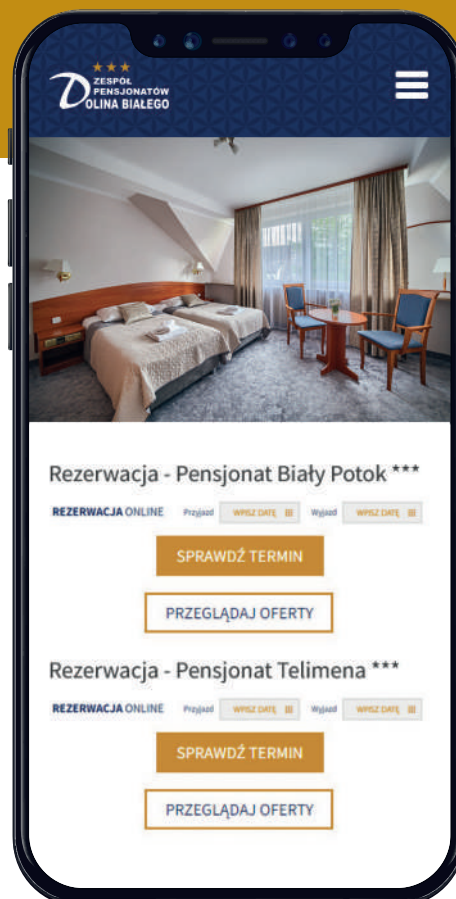 ★★★
ZESPÓŁ
PENSJONATÓW
DOLINA BIAŁEGO
Rezerwacja - Pensjonat Biały Potok ***
REZERWACJA ONLINE Przyjazd WPISZ DATĘ Wyjazd WPISZ DATĘ
SPRAWDŹ TERMIN
PRZEGLĄDAJ OFERTY
Rezerwacja - Pensjonat Telimena ***
REZERWACJA ONLINE Przyjazd WPISZ DATĘ Wyjazd WPISZ DATĘ
SPRAWDŹ TERMIN
PRZEGLĄDAJ OFERTY